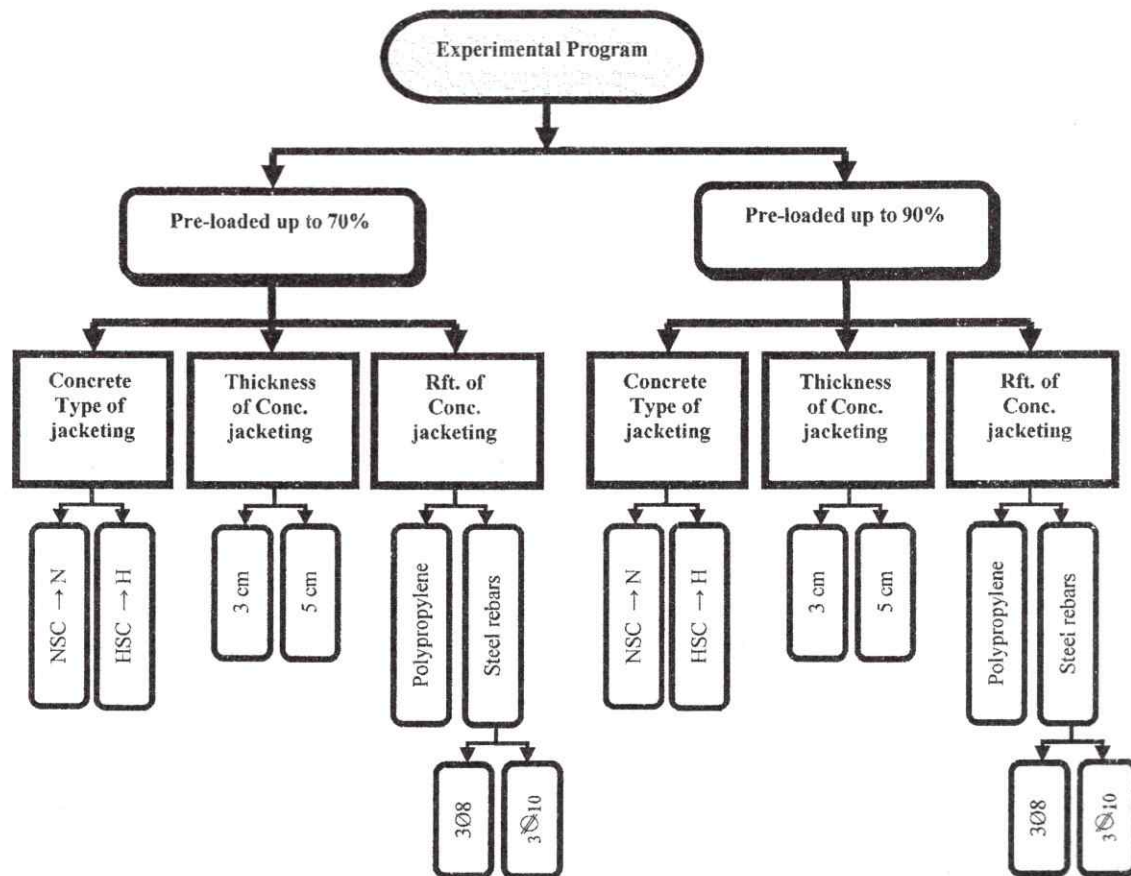 Experimental Program
Pre-loaded up to 70%
Pre-loaded up to 90%
Concrete
Type of
jacketing
Thickness
of Conc.
jacketing
Rft. of
Conc.
jacketing
Concrete
Type of
jacketing
Thickness
of Conc.
jacketing
Rft. of
Conc.
jacketing
NSC → N
HSC → H
3 cm
5 cm
Polypropylene
Steel rebars
NSC → N
HSC → H
3 cm
5 cm
Polypropylene
Steel rebars
3Ø8
3Ø10
3Ø8
3Ø10